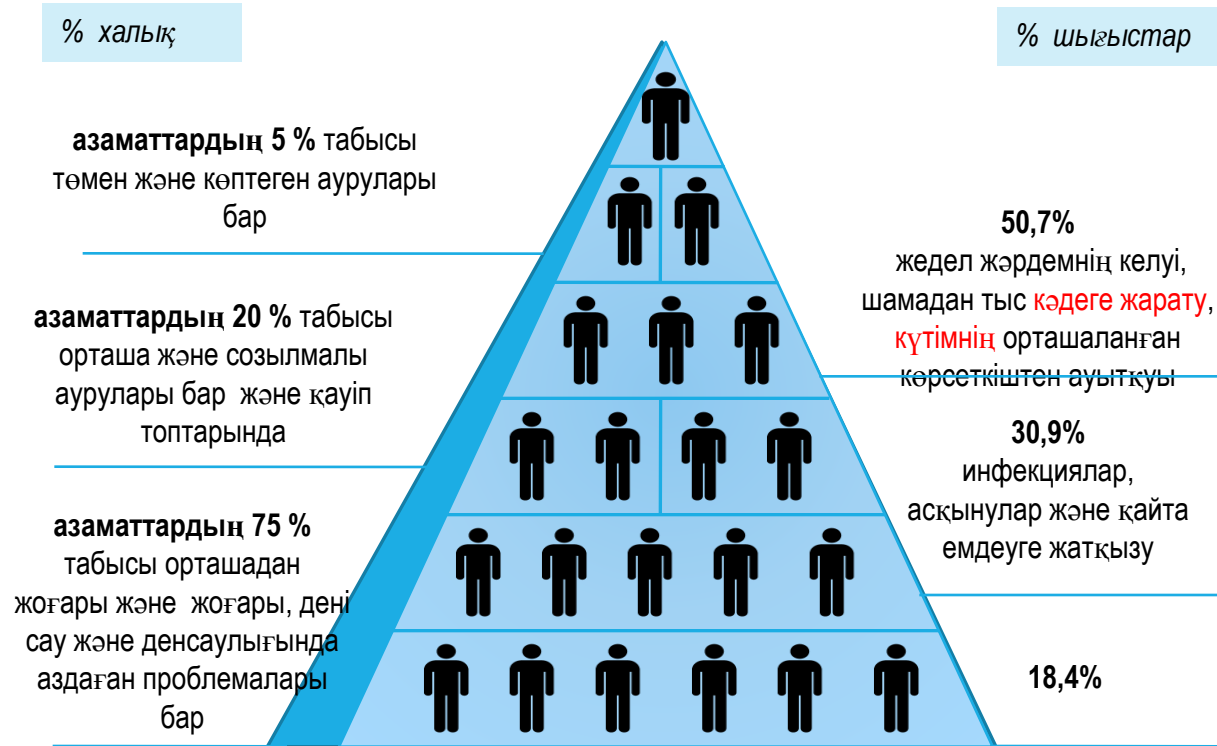 % халық
% шығыстар
азаматтардың 5 % табысы
төмен және көптеген аурулары
бар
азаматтардың 20 % табысы
орташа және созылмалы
аурулары бар және қауіп
топтарында
азаматтардың 75 %
табысы орташадан
жоғары және жоғары, дені
сау және денсаулығында
аздаған проблемалары
бар
50,7%
жедел жәрдемнің келуі,
шамадан тыс кәдеге жарату,
күтімнің орташаланған
көрсеткіштен ауытқуы
30,9%
инфекциялар,
асқынулар және қайта
емдеуге жатқызу
18,4%